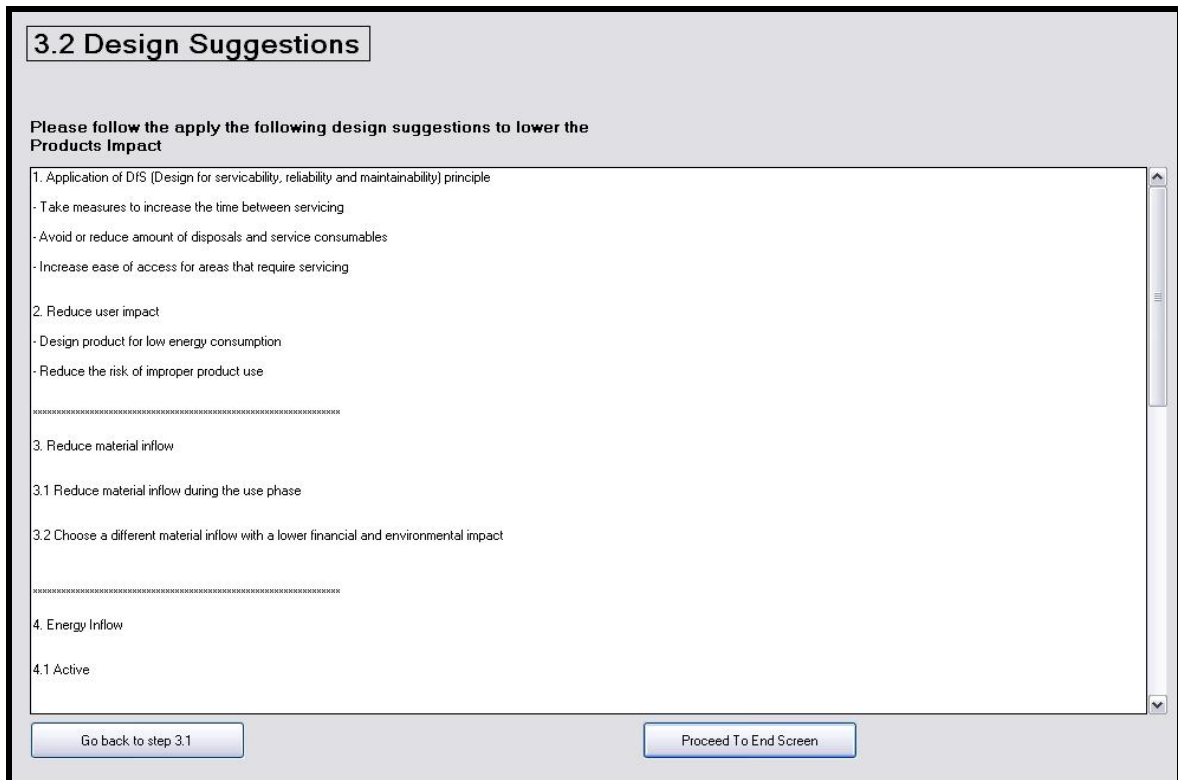 3.2 Design Suggestions
Please follow the apply the following design suggestions to lower the
Products Impact
1. Application of DfS (Design for servicability, reliability and maintainability) principle
- Take measures to increase the time between servicing
- Avoid or reduce amount of disposals and service consumables
- Increase ease of access for areas that require servicing
2. Reduce user impact
- Design product for low energy consumption
- Reduce the risk of improper product use
3. Reduce material inflow
3.1 Reduce material inflow during the use phase
3.2 Choose a different material inflow with a lower financial and environmental impact
4. Energy Inflow
4.1 Active
Go back to step 3.1
Proceed To End Screen